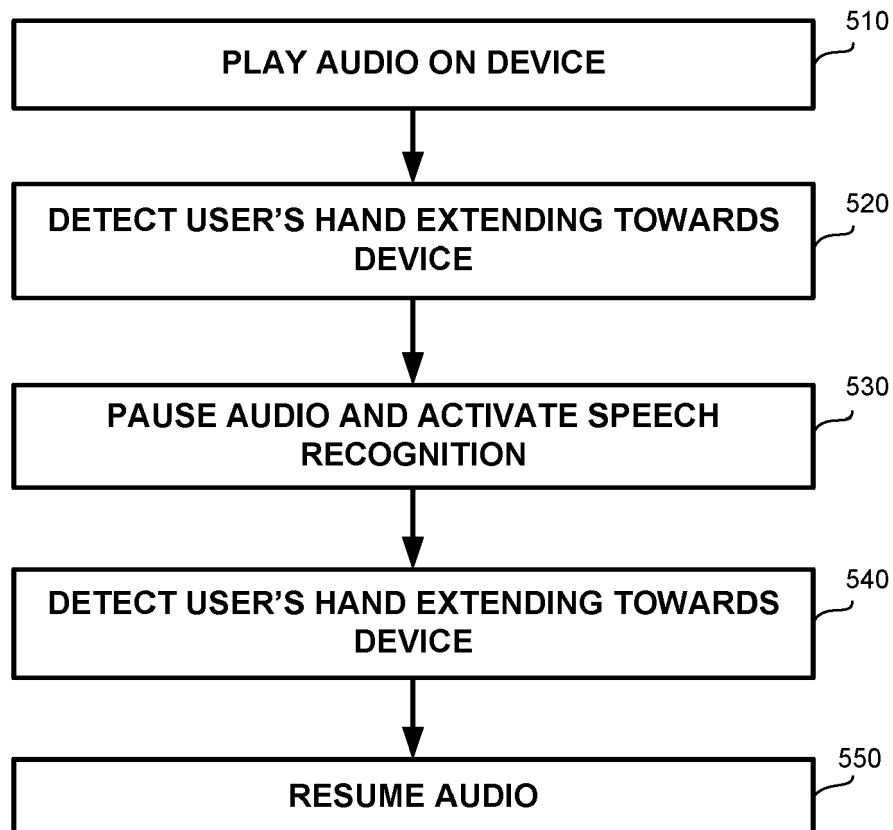 510
PLAY AUDIO ON DEVICE
520
DETECT USER'S HAND EXTENDING TOWARDS
DEVICE
530
PAUSE AUDIO AND ACTIVATE SPEECH
RECOGNITION
540
DETECT USER'S HAND EXTENDING TOWARDS
DEVICE
550
RESUME AUDIO